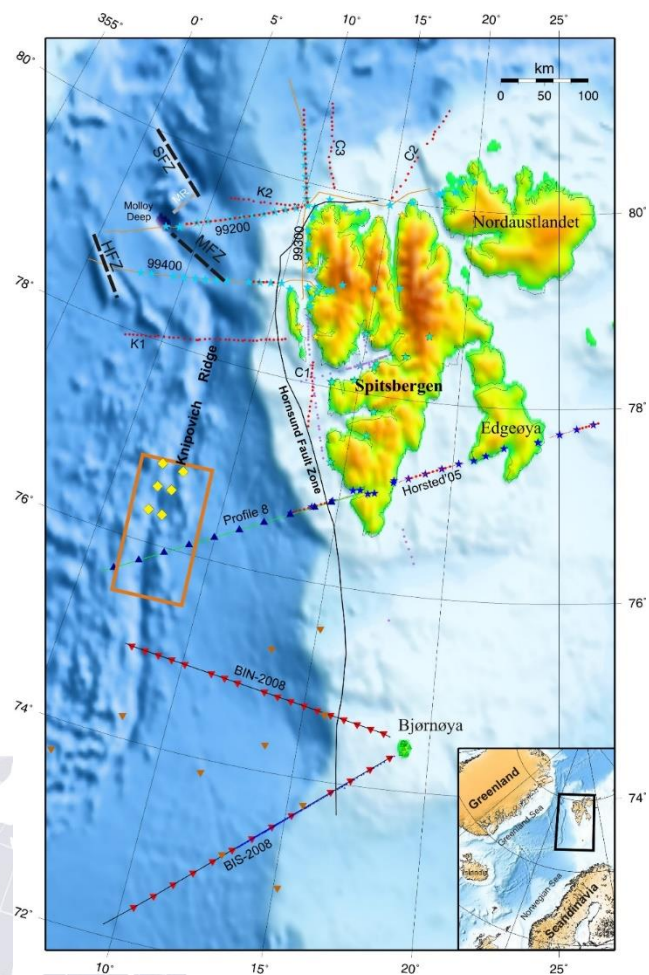 355°
0°
5°
10°
15°
20°
25°
80°
km
0 50 100
SFZ
MR
Molloy
Deep
K2
C3
C2
99200
99300
MFZ
HFZ
99400
Nordaustlandet
80°
78°
K1
Knipovich Ridge
C1
Spitsbergen
Hornsund Fault Zone
Edgeøya
78°
76°
Profile 8
Horsted'05
76°
74°
BIN-2008
Bjørnøya
BIS-2008
74°
72°
Greenland
Greenland Sea
Norwegian Sea
Scandinavia
10°
15°
20°
25°